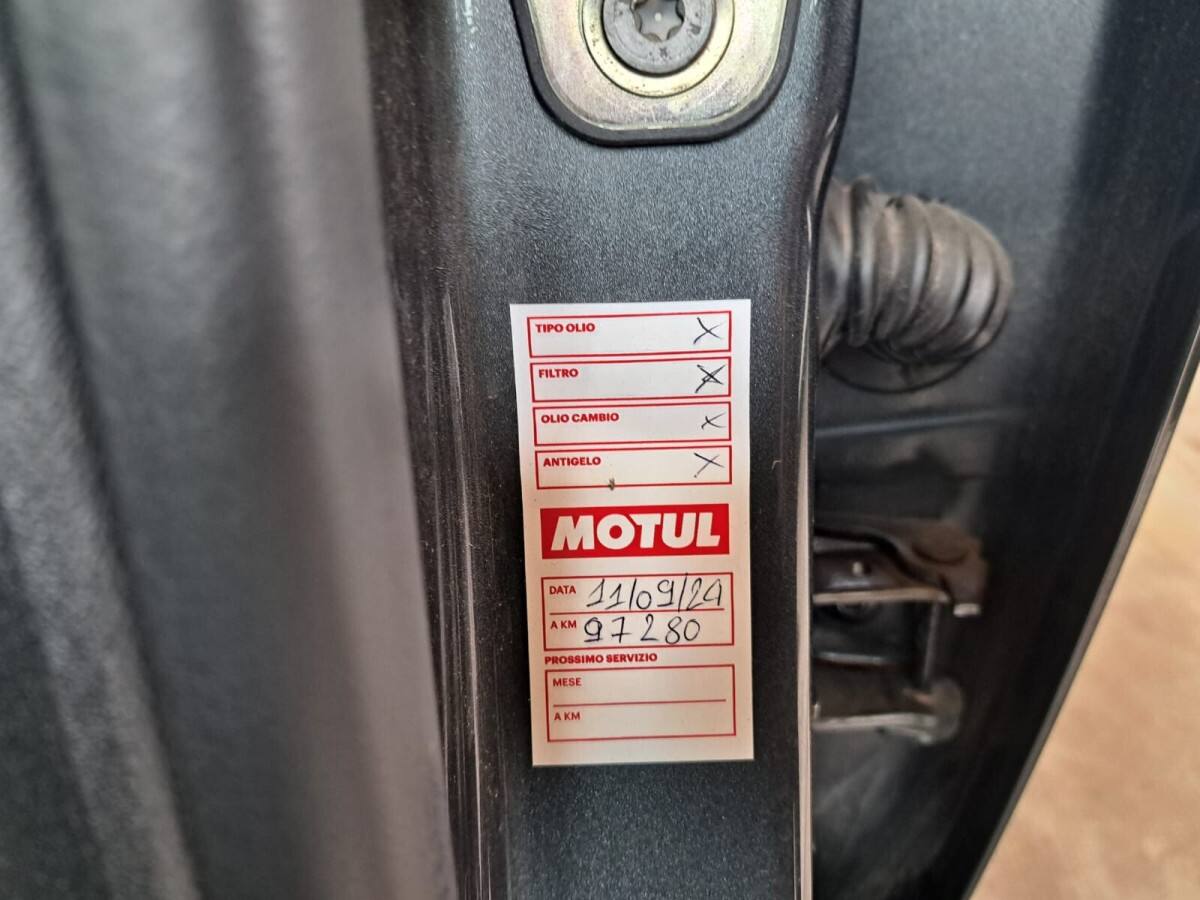 TIPO OLIO X
FILTRO X
OLIO CAMBIO X
ANTIGELO X
MOTUL
DATA 11/09/24
A KM 97280
PROSSIMO SERVIZIO
MESE
A KM